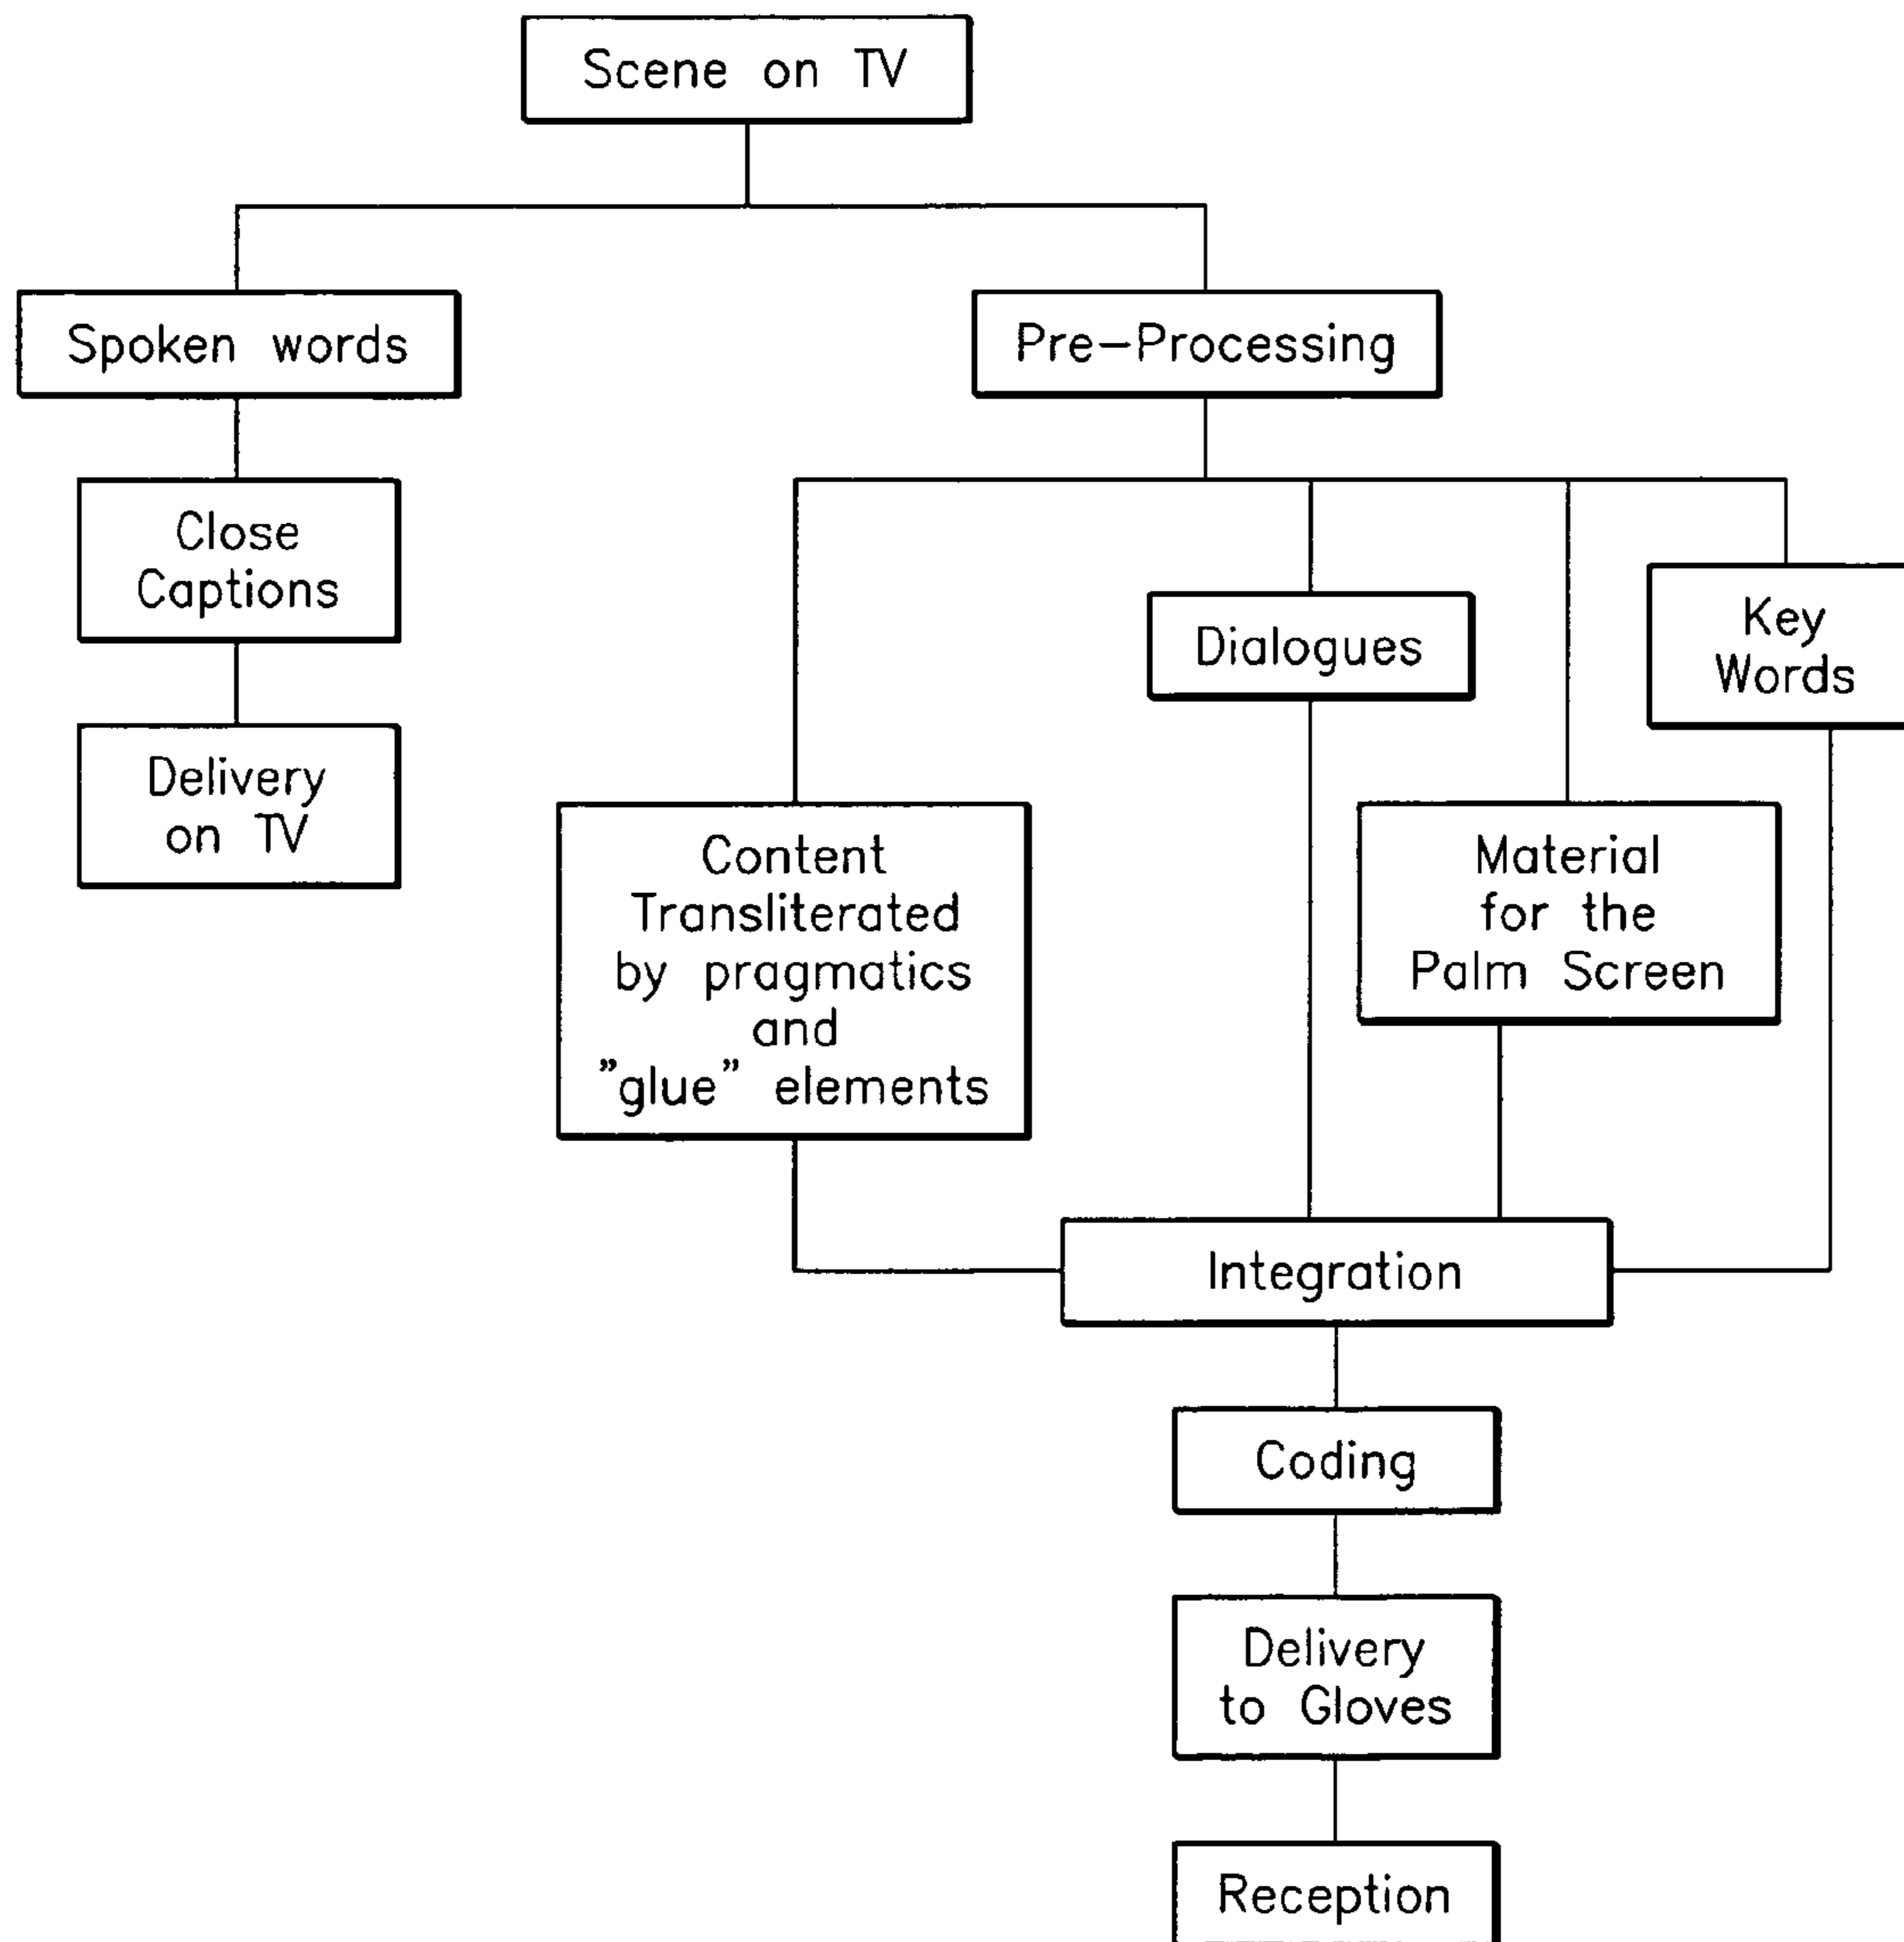 Scene on TV
Spoken words
Pre-Processing
Close
Captions
Dialogues
Key
Words
Delivery
on TV
Content
Transliterated
by pragmatics
and
"glue" elements
Material
for the
Palm Screen
Integration
Coding
Delivery
to Gloves
Reception